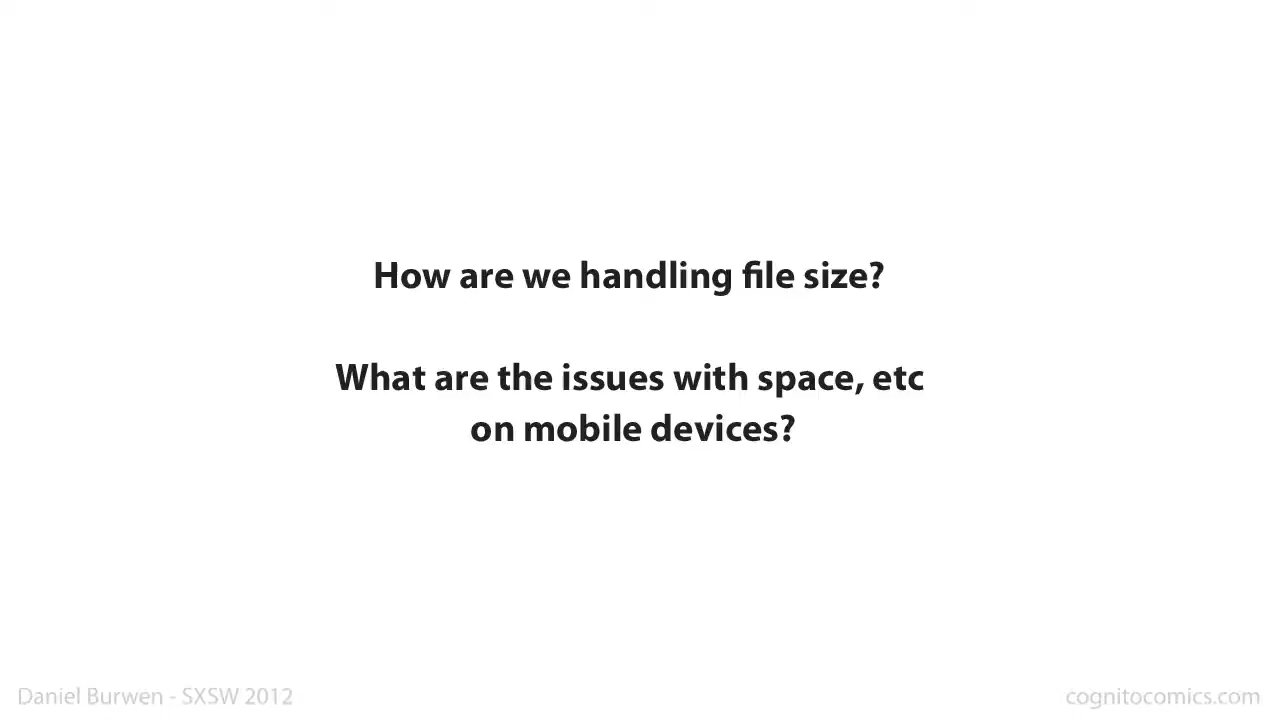 How are we handling file size?
What are the issues with space, etc
on mobile devices?
Daniel Burwen - SXSW 2012
cognitocomics.com